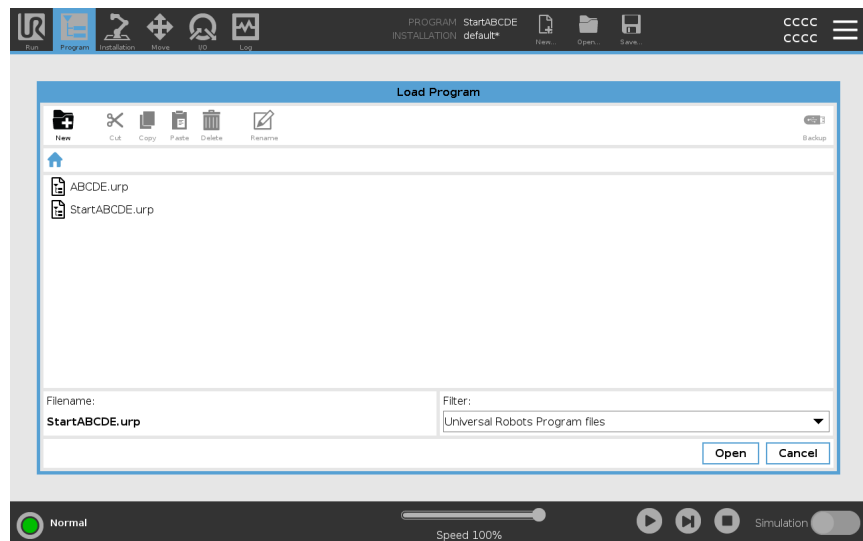 PROGRAM StartABCDE
INSTALLATION default*
CCCC
CCCC
Run Program Installation Move I/O Log New... Open... Save...
Load Program
New Cut Copy Paste Delete Rename Backup
ABCDE.urp
StartABCDE.urp
Filename: Filter:
StartABCDE.urp Universal Robots Program files
Open Cancel
Normal Speed 100% Simulation